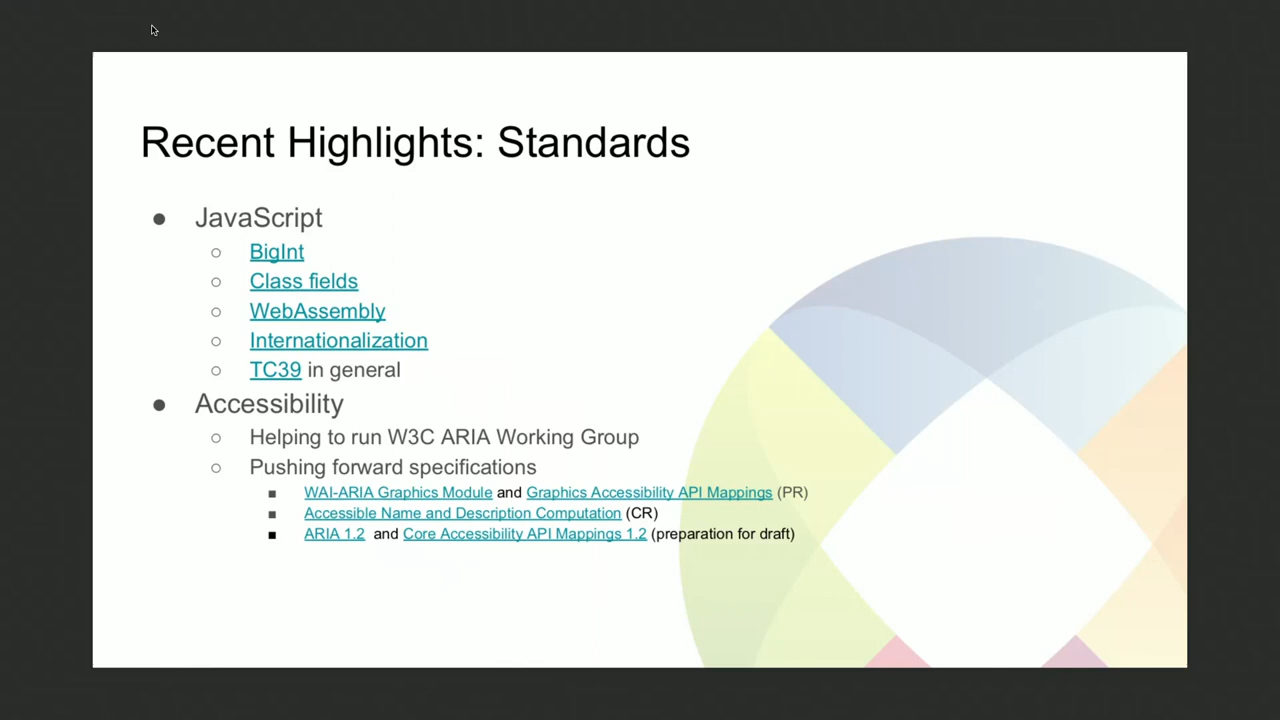 Recent Highlights: Standards
● JavaScript
○ BigInt
○ Class fields
○ WebAssembly
○ Internationalization
○ TC39 in general
● Accessibility
○ Helping to run W3C ARIA Working Group
○ Pushing forward specifications
■ WAI-ARIA Graphics Module and Graphics Accessibility API Mappings (PR)
■ Accessible Name and Description Computation (CR)
■ ARIA 1.2 and Core Accessibility API Mappings 1.2 (preparation for draft)